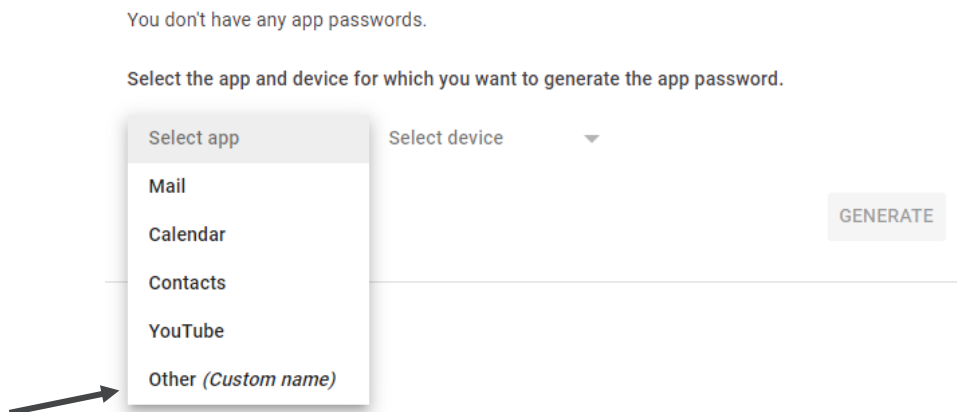 You don't have any app passwords.
Select the app and device for which you want to generate the app password.
Select app
Select device
Mail
Calendar
Contacts
YouTube
Other (Custom name)
GENERATE